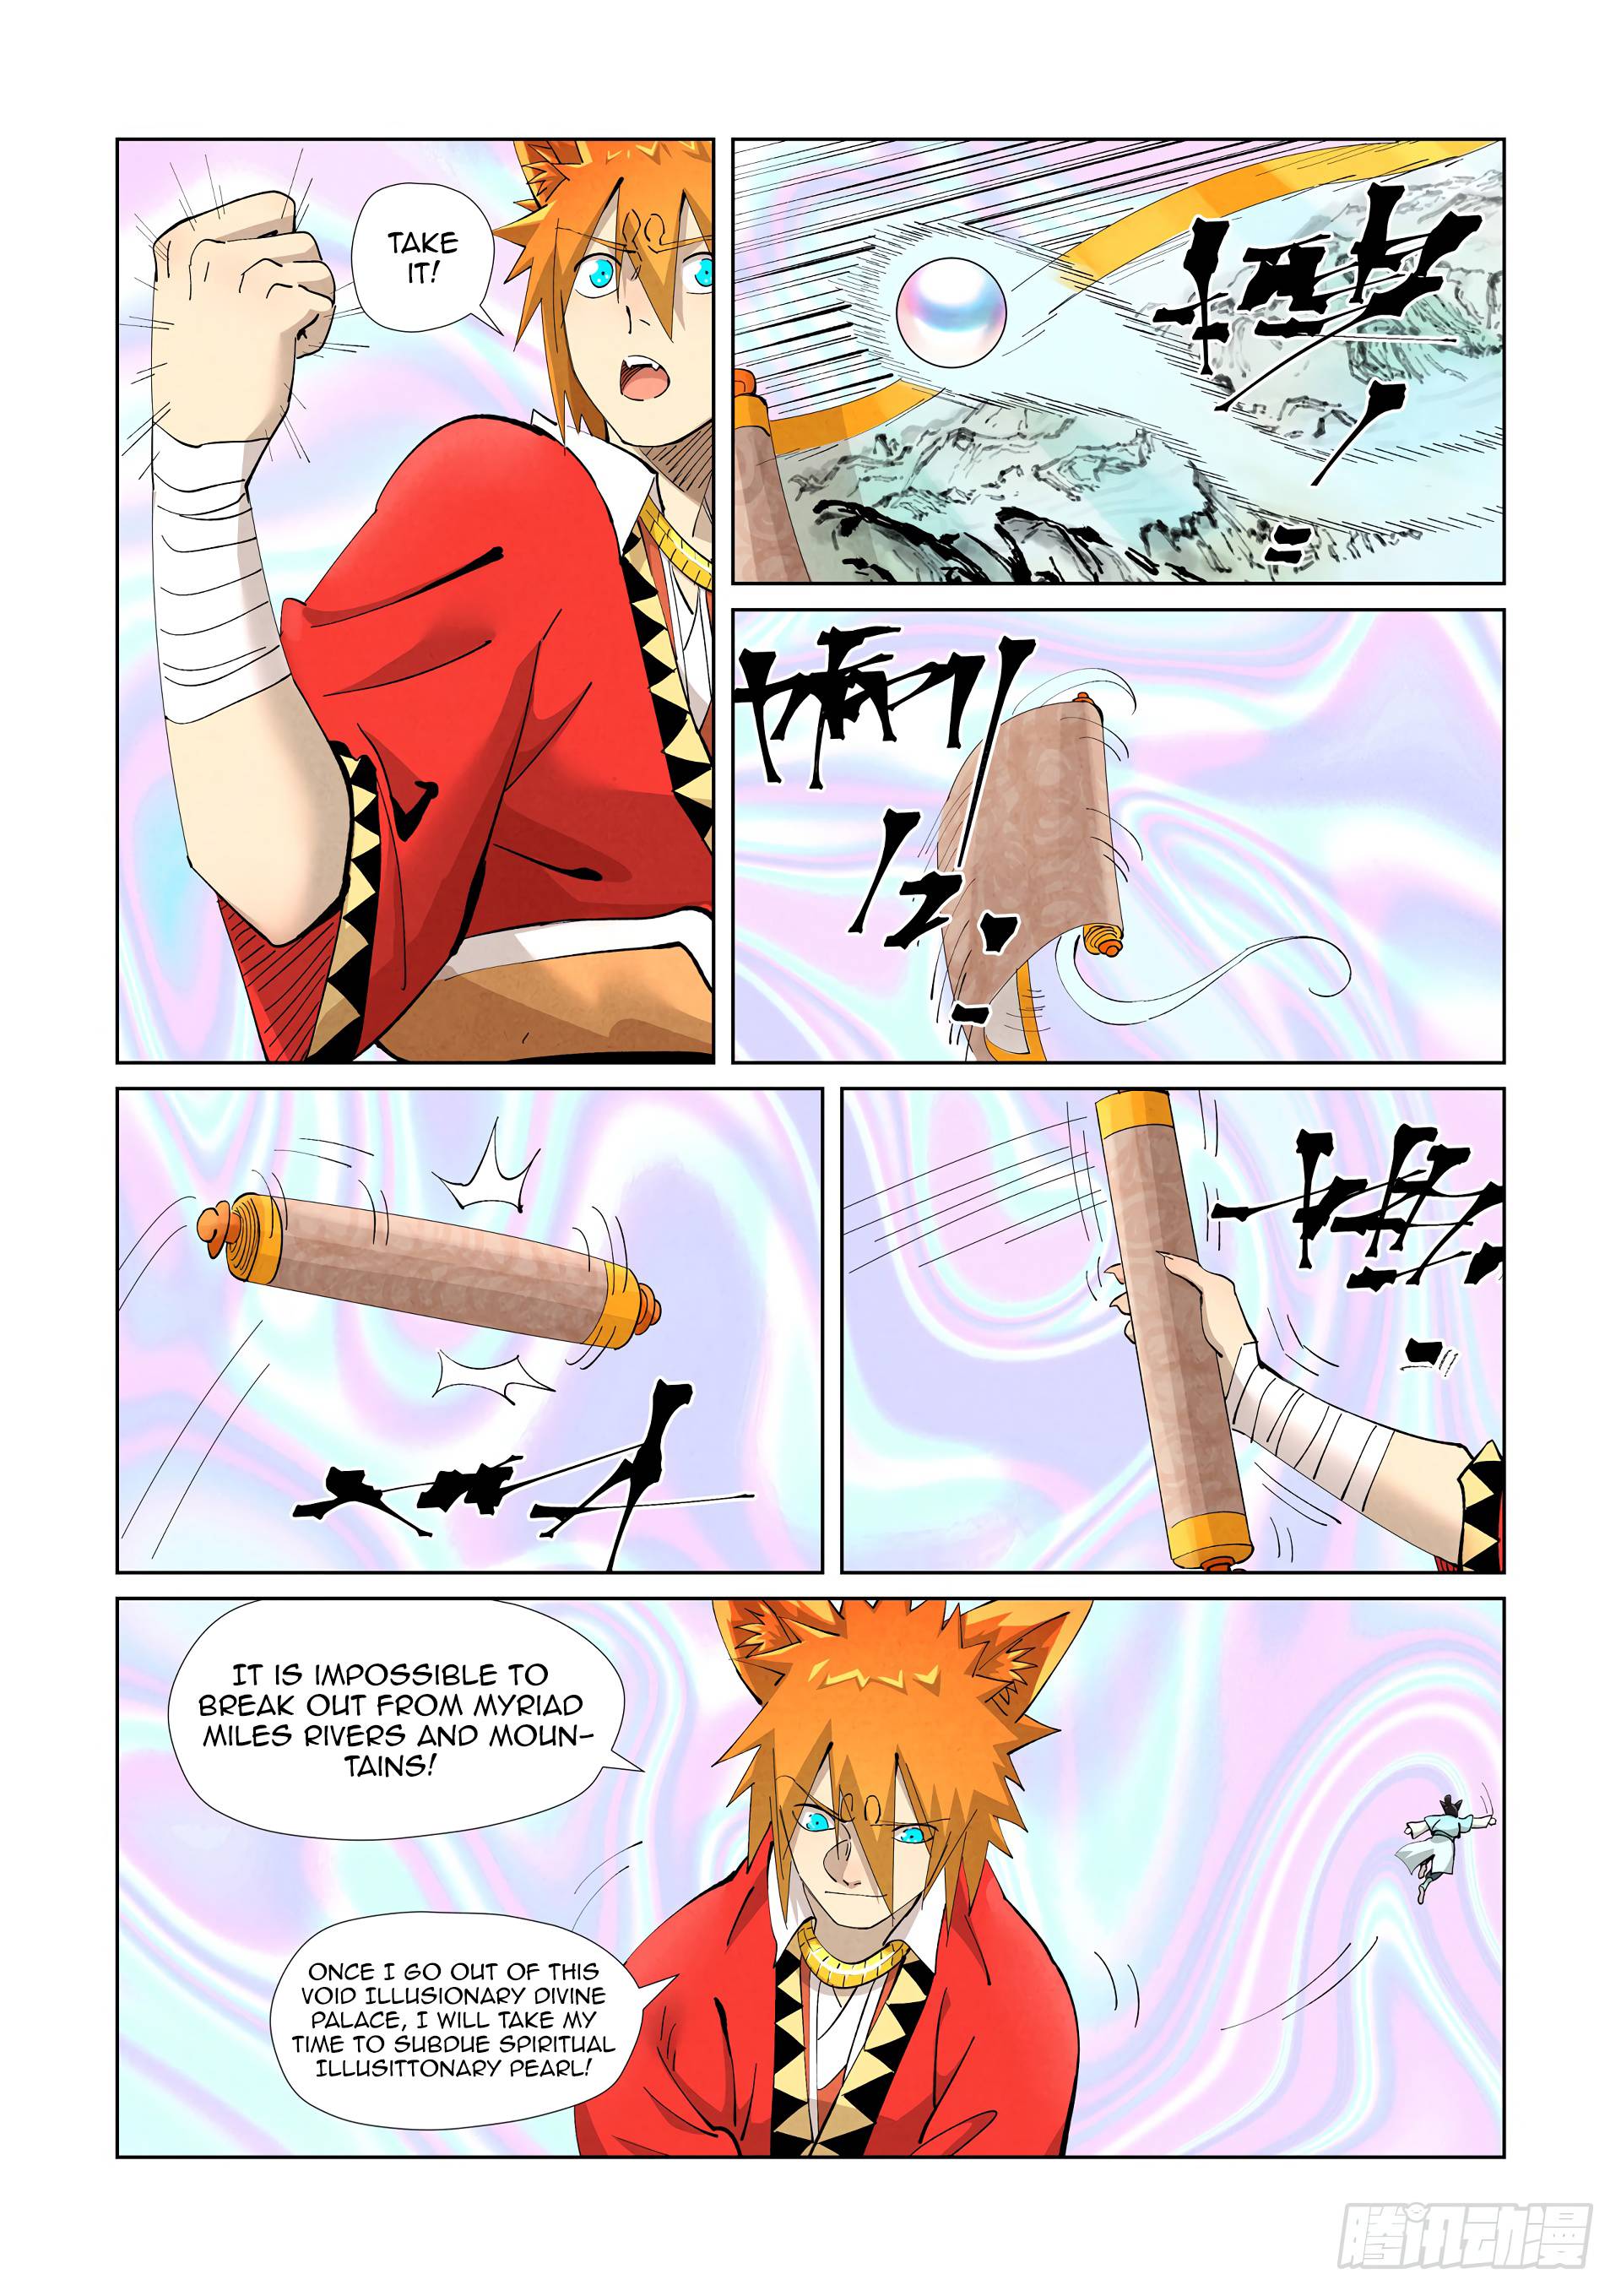 TAKE
IT!
IT IS IMPOSSIBLE TO
BREAK OUT FROM MYRIAD
MILES RIVERS AND MOUN-
TAINS!
ONCE I GO OUT OF THIS
VOID ILLUSIONARY DIVINE
PALACE, I WILL TAKE MY
TIME TO SUBDUE SPIRITUAL
ILLUSITTONARY PEARL!
腾讯动漫